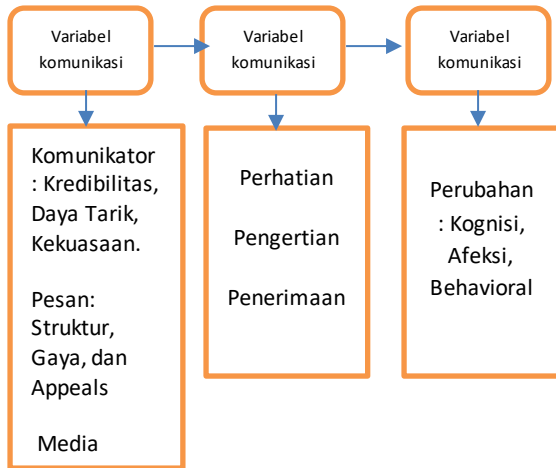 Variabel
komunikasi
Variabel
komunikasi
Variabel
komunikasi
Komunikator
: Kredibilitas,
Daya Tarik,
Kekuasaan.
Pesan:
Struktur,
Gaya, dan
Appeals
Media
Perhatian
Pengertian
Penerimaan
Perubahan
: Kognisi,
Afeksi,
Behavioral